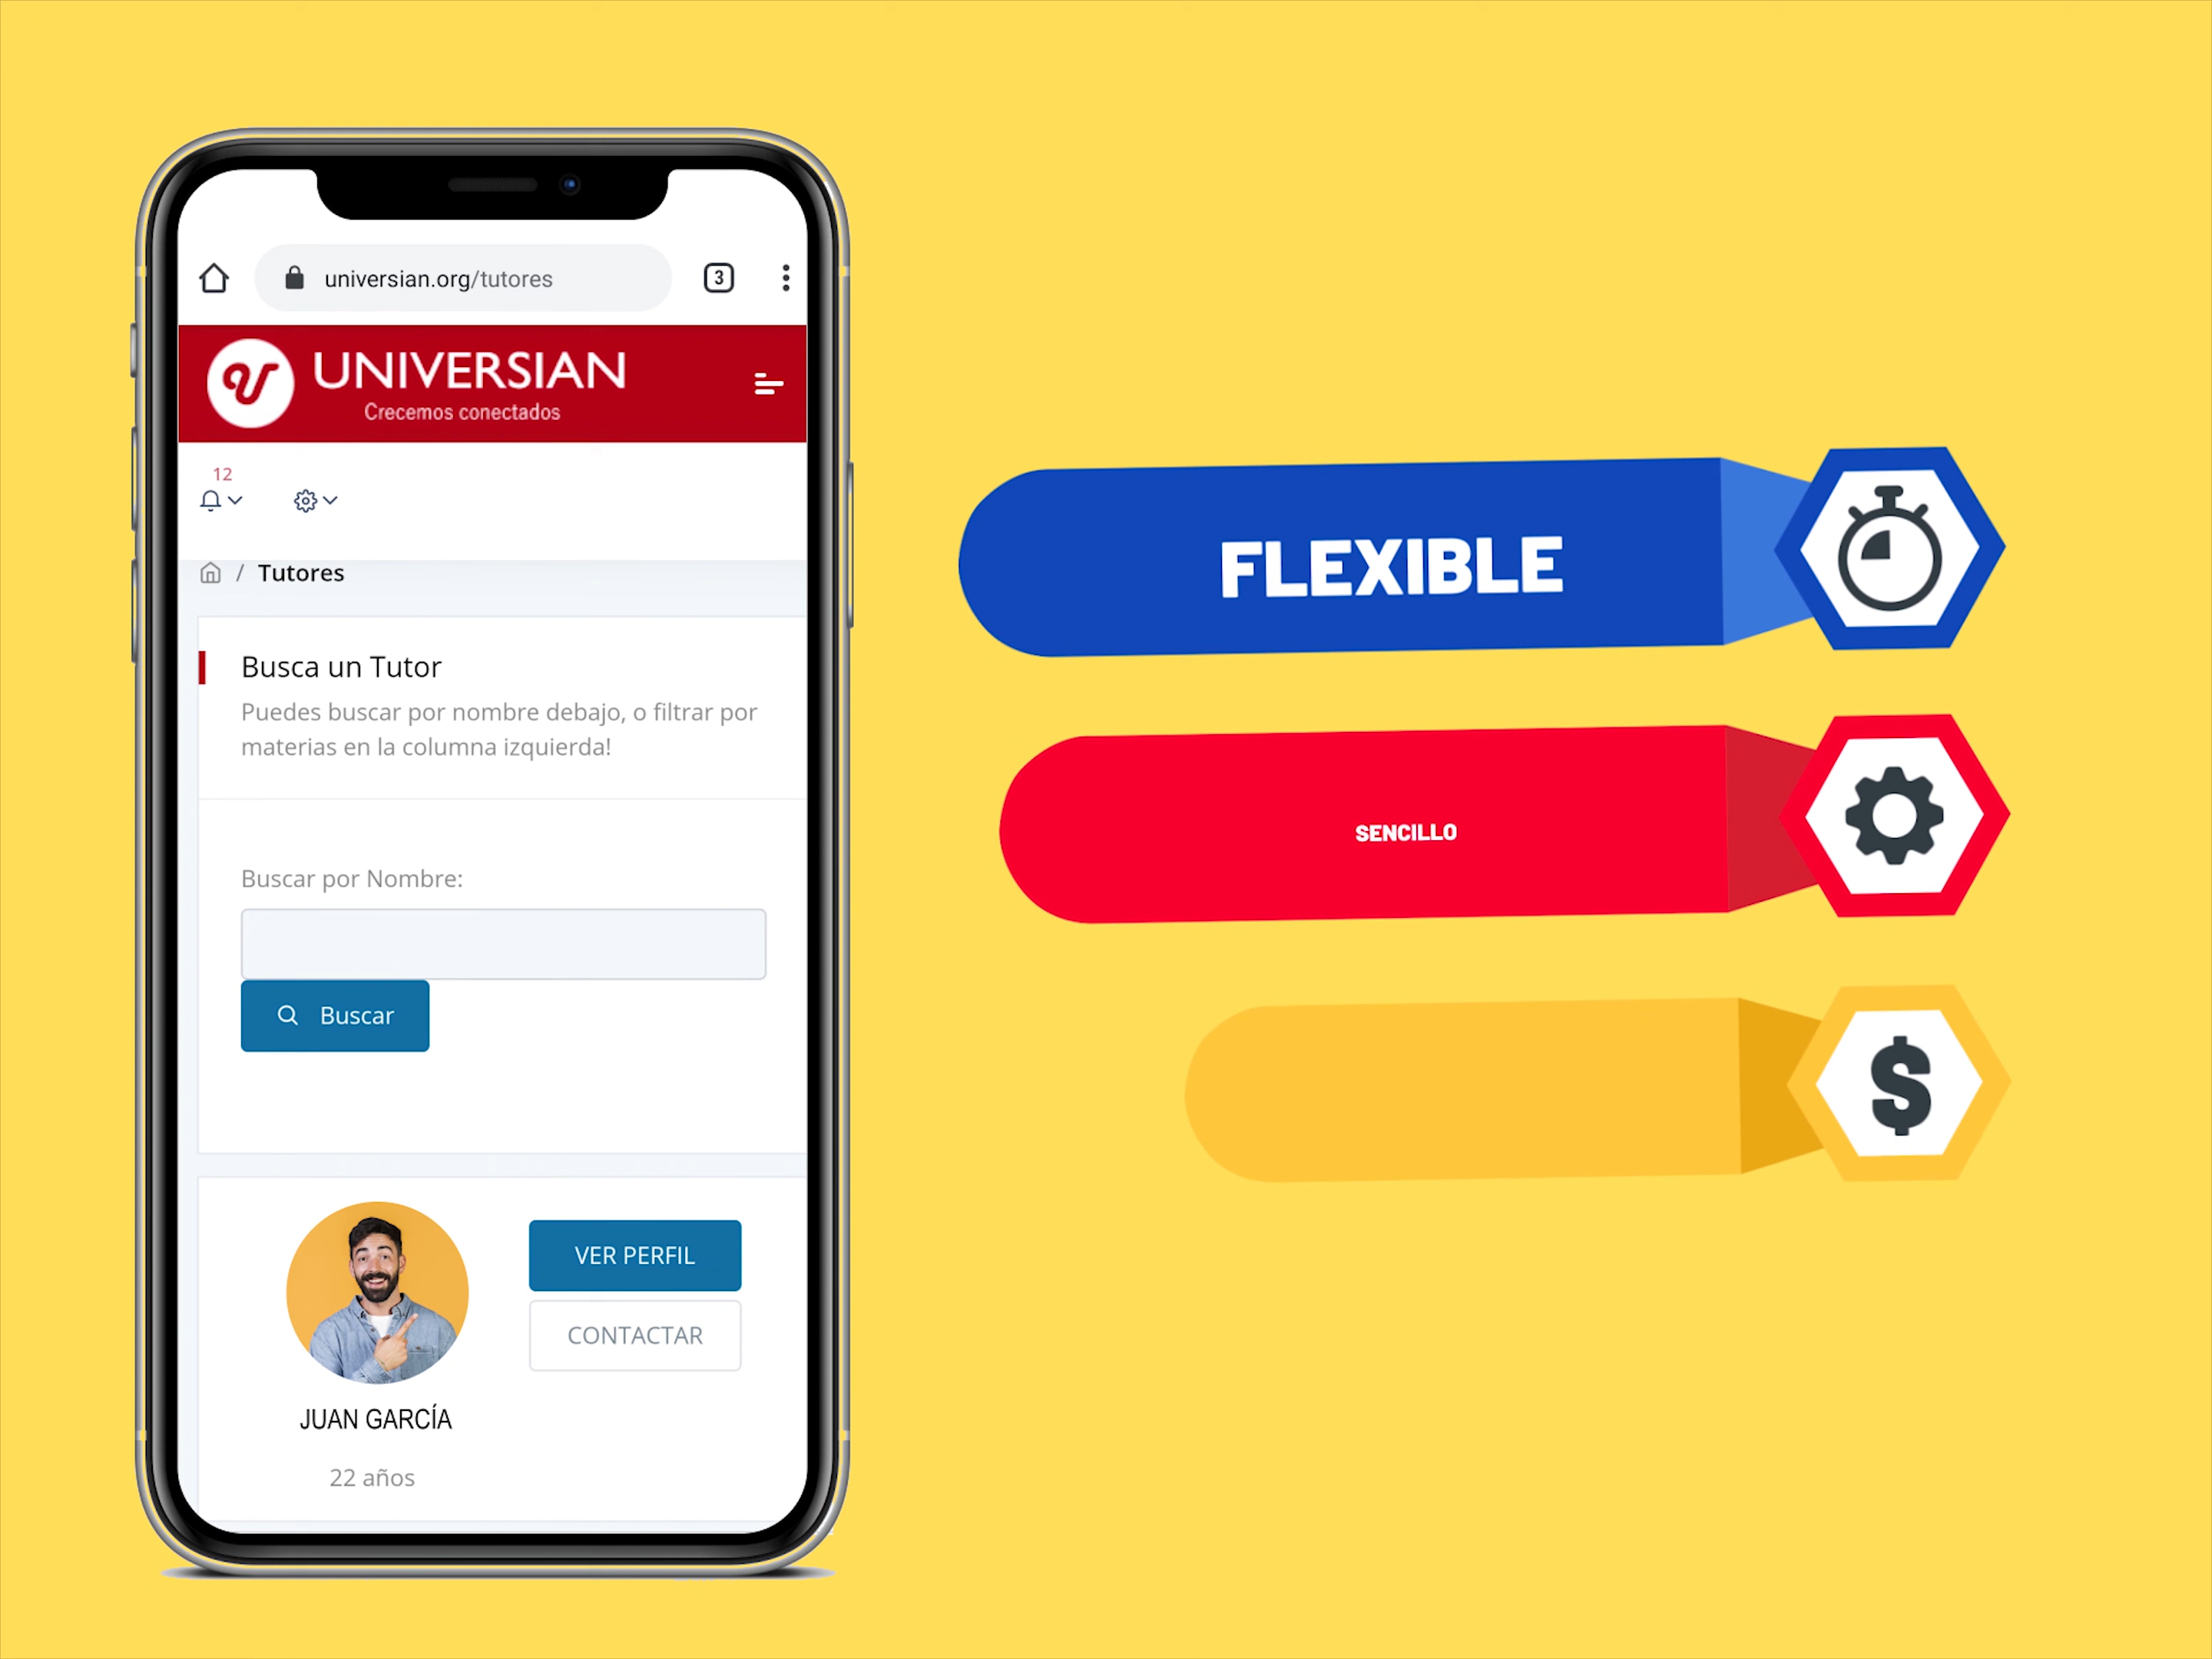 universian.org/tutores
3
UNIVERSIAN
Crecemos conectados
12
/ Tutores
Busca un Tutor
Puedes buscar por nombre debajo, o filtrar por
materias en la columna izquierda!
Buscar por Nombre:
Buscar
VER PERFIL
CONTACTAR
JUAN GARCÍA
22 años
FLEXIBLE
SENCILLO
$